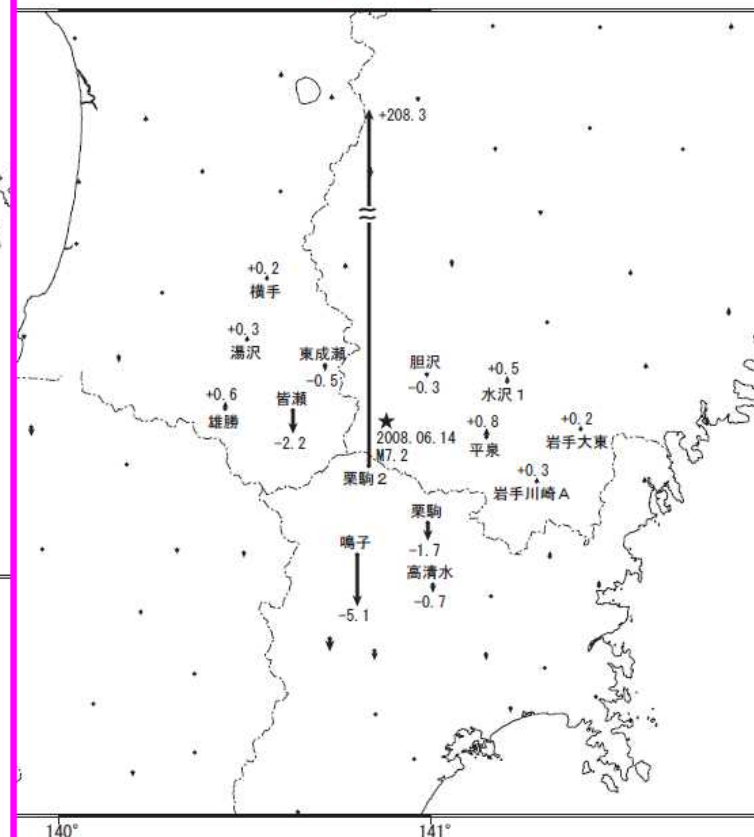 +208.3
+0.2
横手
+0.3
湯沢
東成瀬
-0.5
胆沢
-0.3
+0.5
水沢1
皆瀬
-2.2
+0.6
雄勝
2008.06.14
M7.2
+0.8
平泉
+0.2
岩手大東
栗駒2
+0.3
岩手川崎A
栗駒
-1.7
鳴子
-5.1
高清水
-0.7
140°
141°